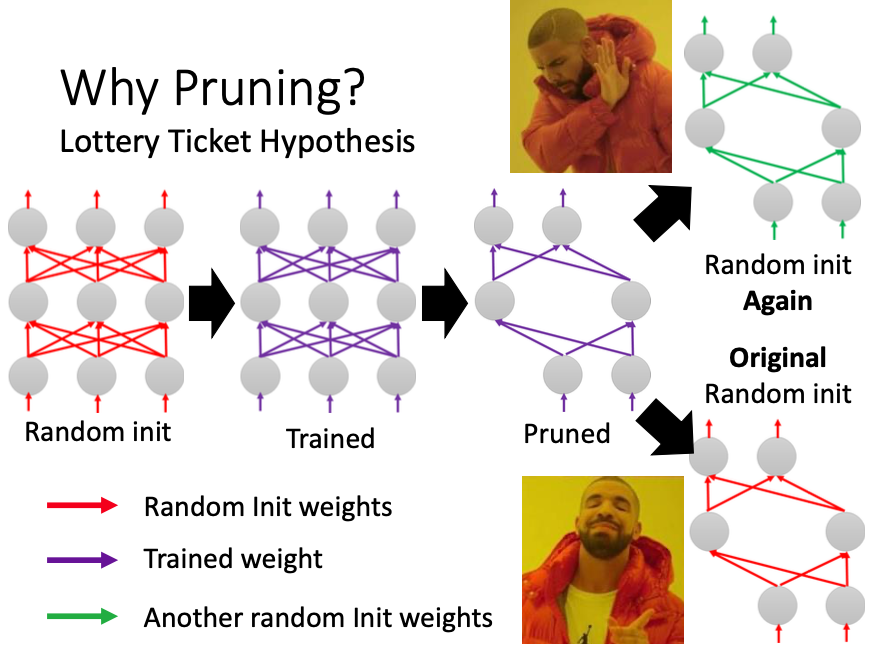 Why Pruning?
Lottery Ticket Hypothesis
Random init
Trained
Pruned
Random init
Again
Original
Random init
Random Init weights
Trained weight
Another random Init weights